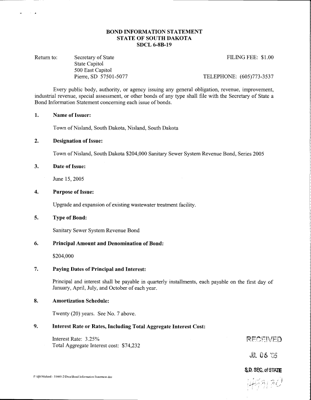 BOND INFORMATION STATEMENT
STATE OF SOUTH DAKOTA
SDCL 6-8B-19
Return to: Secretary of State FILING FEE: $1.00
State Capitol
500 East Capitol
Pierre, SD 57501-5077 TELEPHONE: (605)773-3537
Every public body, authority, or agency issuing any general obligation, revenue, improvement,
industrial revenue, special assessment, or other bonds of any type shall file with the Secretary of State a
Bond Information Statement concerning each issue of bonds.
1. Name of Issuer:
Town of Nisland, South Dakota, Nisland, South Dakota
2. Designation of Issue:
Town of Nisland, South Dakota $204,000 Sanitary Sewer System Revenue Bond, Series 2005
3. Date of Issue:
June 15, 2005
4. Purpose of Issue:
Upgrade and expansion of existing wastewater treatment facility.
5. Type of Bond:
Sanitary Sewer System Revenue Bond
6. Principal Amount and Denomination of Bond:
$204,000
7. Paying Dates of Principal and Interest:
Principal and interest shall be payable in quarterly installments, each payable on the first day of
January, April, July, and October of each year.
8. Amortization Schedule:
Twenty (20) years. See No. 7 above.
9. Interest Rate or Rates, Including Total Aggregate Interest Cost:
Interest Rate: 3.25%
Total Aggregate Interest cost: $74,232
RECEIVED
JUL 06 '05
S.D. SEC. of STATE